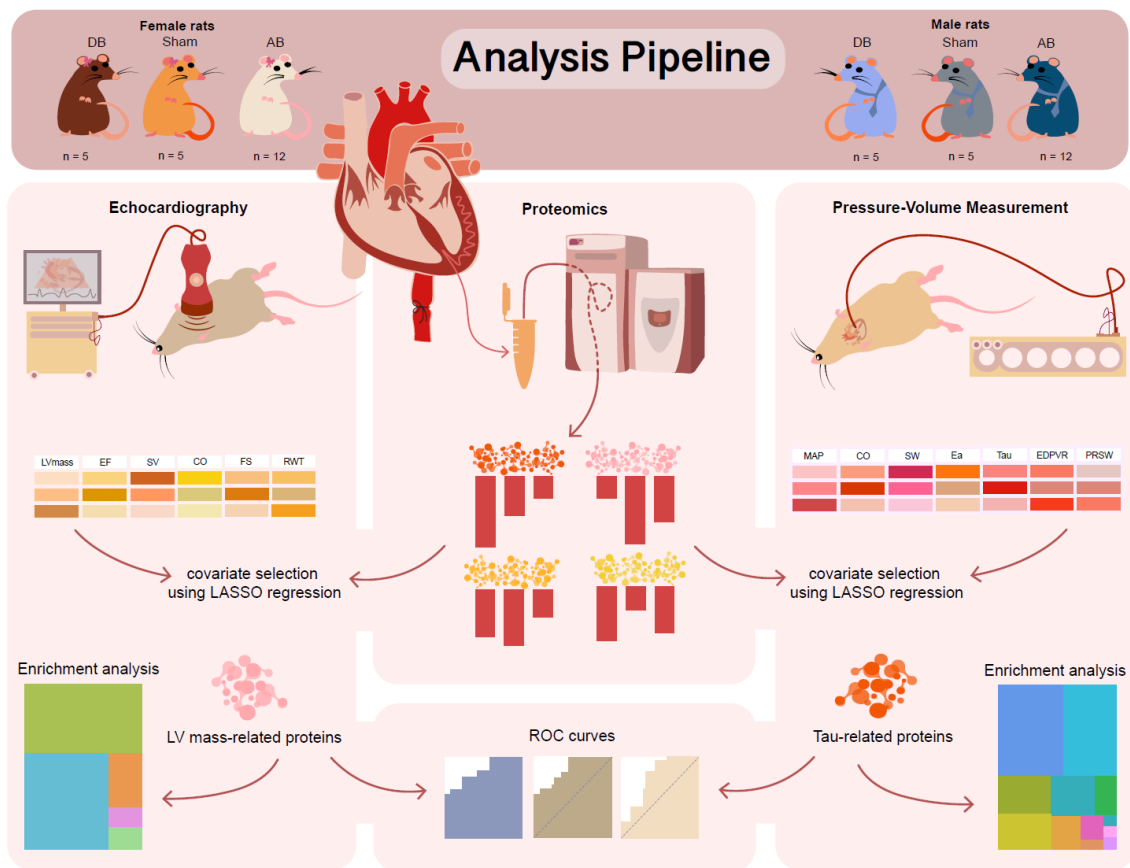 Analysis Pipeline
Female rats
DB Sham AB
n = 5 n = 5 n = 12
Male rats
DB Sham AB
n = 5 n = 5 n = 12
Echocardiography
LVmass EF SV CO FS RWT
covariate selection
using LASSO regression
Enrichment analysis
LV mass-related proteins
Proteomics
ROC curves
Pressure-Volume Measurement
MAP CO SW Ea Tau EDPVR PRSW
covariate selection
using LASSO regression
Tau-related proteins
Enrichment analysis